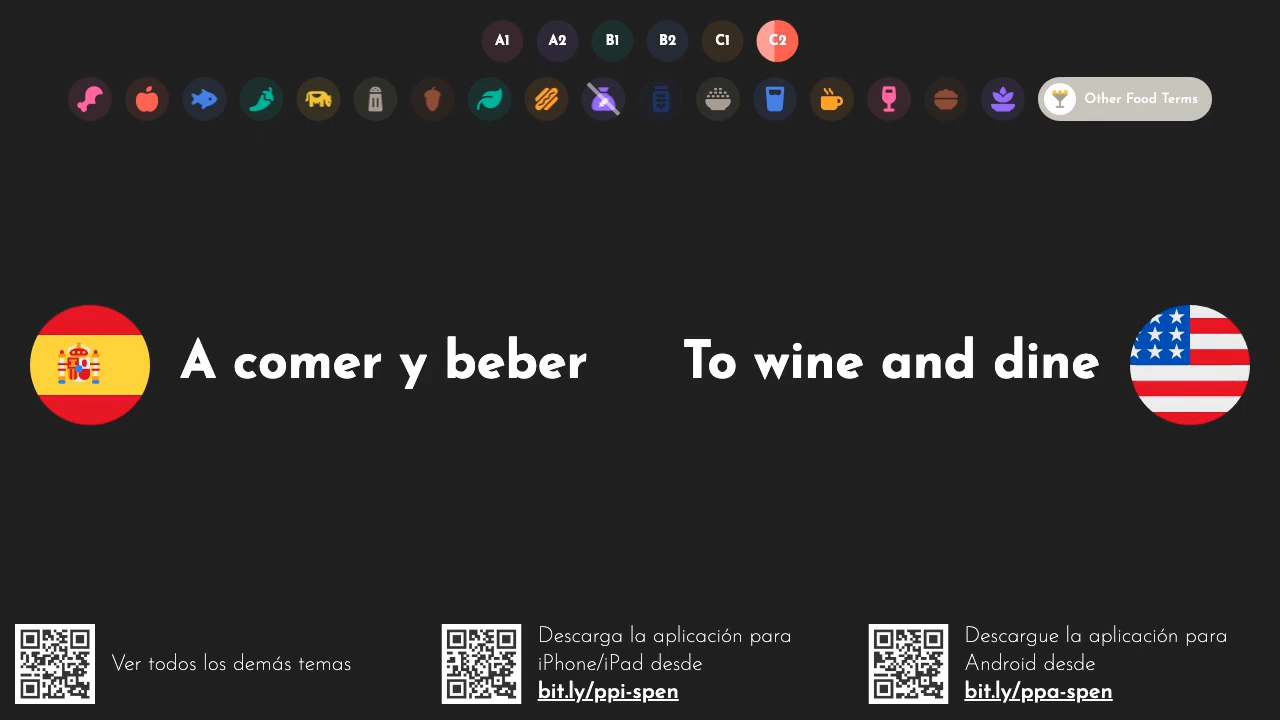 A1 A2 B1 B2 C1 C2
Other Food Terms
A comer y beber
To wine and dine
Ver todos los demás temas
Descarga la aplicación para
iPhone/iPad desde
bit.ly/ppi-spen
Descargue la aplicación para
Android desde
bit.ly/ppa-spen